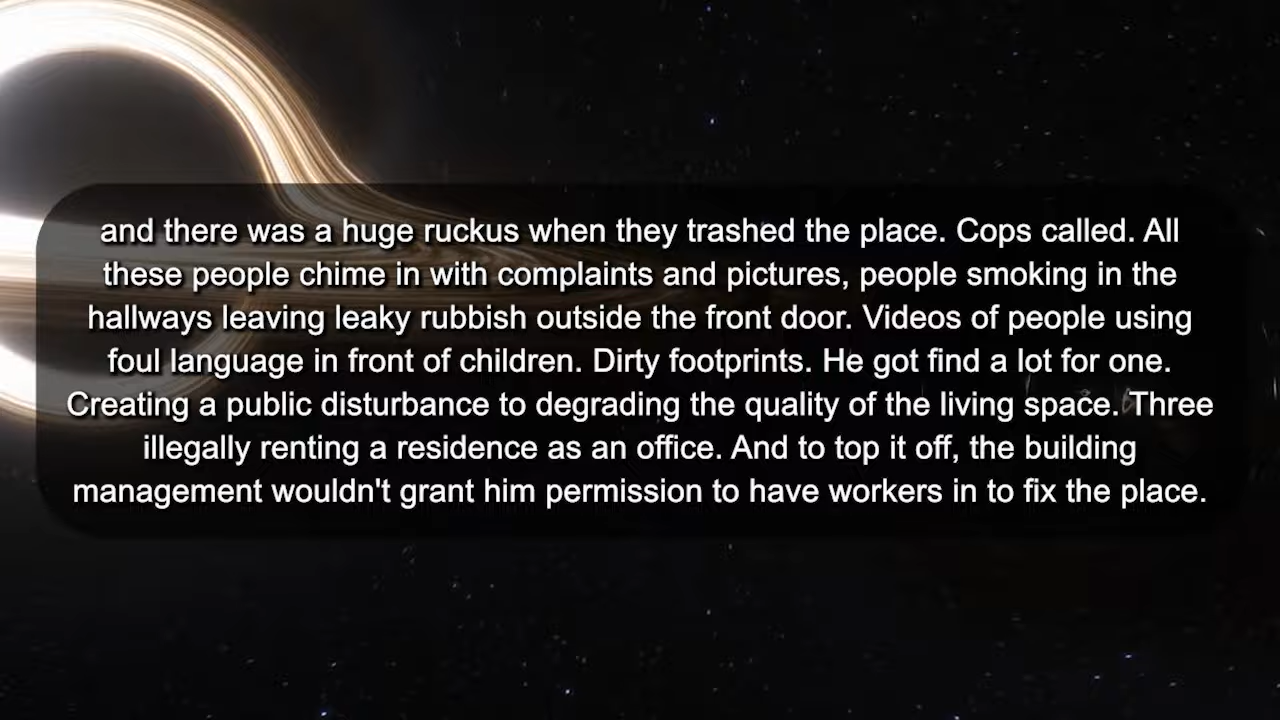 and there was a huge ruckus when they trashed the place. Cops called. All
these people chime in with complaints and pictures, people smoking in the
hallways leaving leaky rubbish outside the front door. Videos of people using
foul language in front of children. Dirty footprints. He got find a lot for one.
Creating a public disturbance to degrading the quality of the living space. Three
illegally renting a residence as an office. And to top it off, the building
management wouldn't grant him permission to have workers in to fix the place.